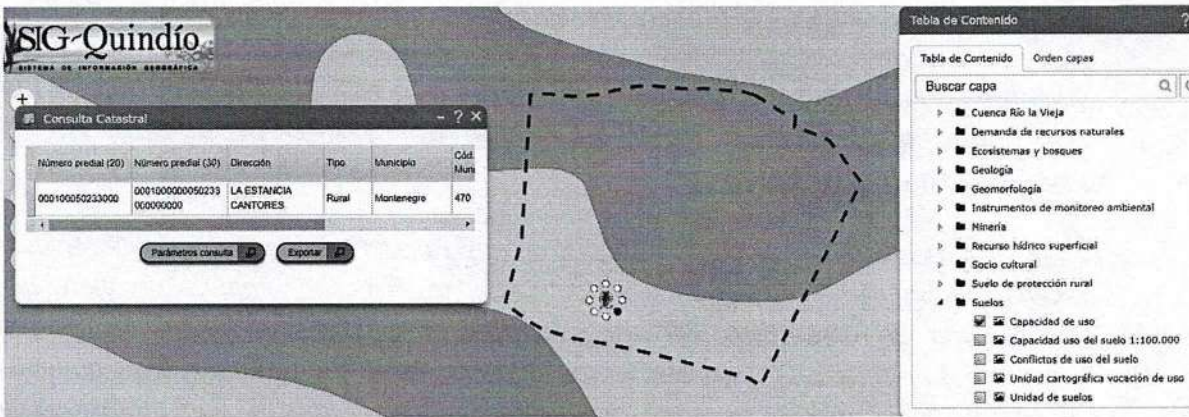 SIG-Quindío
SISTEMA DE INFORMACIÓN GEOGRÁFICA
+
Consulta Catastral - ? ×
Número predial (20) Número predial (30) Dirección Tipo Municipio Cód. Muni
000100050233000 0001000000050233 000000000 LA ESTANCIA CANTORES Rural Montenegro 470
Parámetros consulta Exportar
Tabla de Contenido ?
Tabla de Contenido Orden capas
Buscar capa
Cuenca Río la Vieja
Demanda de recursos naturales
Ecosistemas y bosques
Geología
Geomorfología
Instrumentos de monitoreo ambiental
Minería
Recurso hídrico superficial
Socio cultural
Suelo de protección rural
Suelos
Capacidad de uso
Capacidad uso del suelo 1:100.000
Conflictos de uso del suelo
Unidad cartográfica vocación de uso
Unidad de suelos